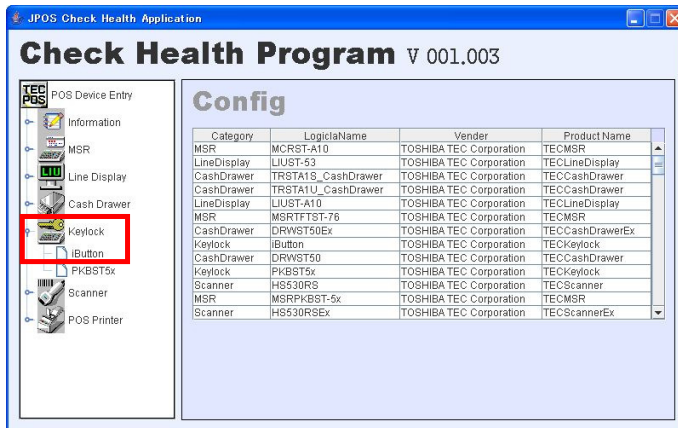 JPOS Check Health Application
Check Health Program V 001.003
TEC
POS
POS Device Entry
Information
MSR
LIU
Line Display
Cash Drawer
Keylock
iButton
PKBST5x
Scanner
POS Printer
Config
Category LogiclaName Vender Product Name
MSR MCRST-A10 TOSHIBA TEC Corporation TECMSR
LineDisplay LIUST-53 TOSHIBA TEC Corporation TECLineDisplay
CashDrawer TRSTA1S_CashDrawer TOSHIBA TEC Corporation TECCashDrawer
CashDrawer TRSTA1U_CashDrawer TOSHIBA TEC Corporation TECCashDrawer
LineDisplay LIUST-A10 TOSHIBA TEC Corporation TECLineDisplay
MSR MSRTFTST-76 TOSHIBA TEC Corporation TECMSR
CashDrawer DRWST50Ex TOSHIBA TEC Corporation TECCashDrawerEx
Keylock iButton TOSHIBA TEC Corporation TECKeylock
CashDrawer DRWST50 TOSHIBA TEC Corporation TECCashDrawer
Keylock PKBST5x TOSHIBA TEC Corporation TECKeylock
Scanner HS530RS TOSHIBA TEC Corporation TECScanner
MSR MSRPKBST-5x TOSHIBA TEC Corporation TECMSR
Scanner HS530RSEx TOSHIBA TEC Corporation TECScannerEx